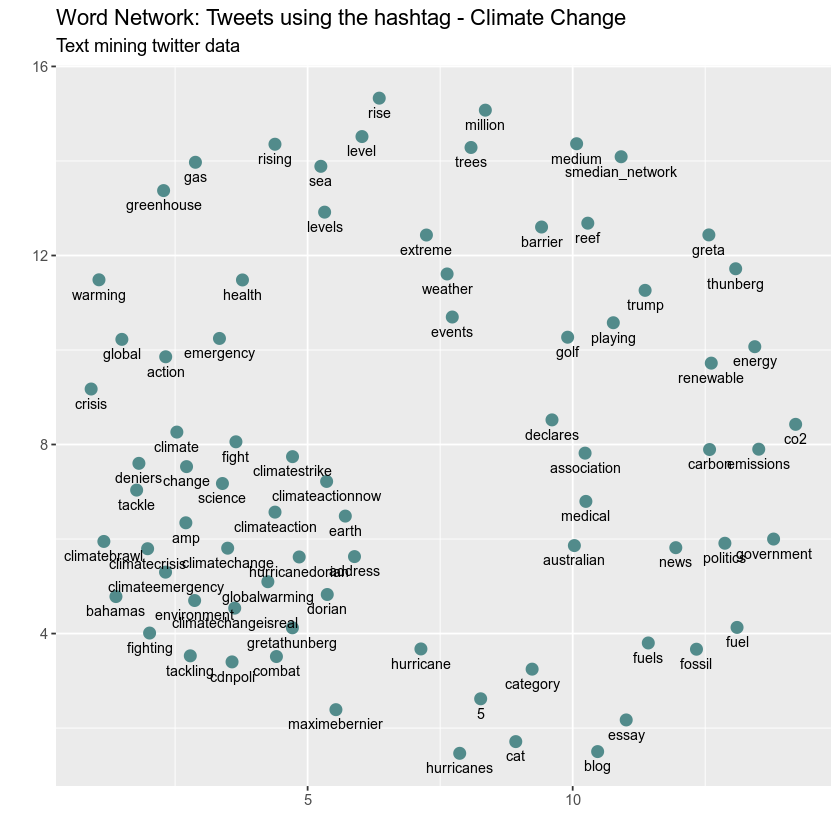 Word Network: Tweets using the hashtag - Climate Change
Text mining twitter data
16
rise
million
level
rising
trees
medium
smedian_network
gas
sea
greenhouse
levels
extreme
barrier
reef
greta
12
weather
thunberg
warming
health
trump
events
playing
global
emergency
golf
energy
action
renewable
crisis
declares
co2
8
climate
fight
climatestrike
association
carbon
emissions
deniers
change
science
climateactionnow
tackle
climateaction
earth
medical
amp
climatebrawl
climatecrisis
climatechange
hurricanedorian
address
australian
news
politics
government
climateemergency
globalwarming
bahamas
environment
climatechangeisreal
dorian
4
fighting
gretathunberg
fuel
tackling
cdnpoli
combat
hurricane
fuels
fossil
category
5
maximebernier
essay
hurricanes
cat
blog
5
10